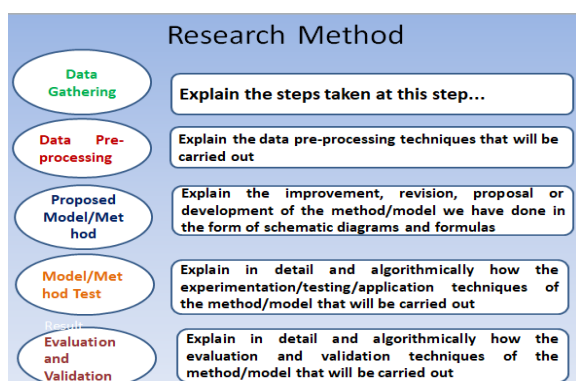 Research Method
Data
Gathering
Explain the steps taken at this step...
Data Pre-
processing
Explain the data pre-processing techniques that will be
carried out
Proposed
Model/Met
hod
Explain the improvement, revision, proposal or
development of the method/model we have done in
the form of schematic diagrams and formulas
Model/Met
hod Test
Explain in detail and algorithmically how the
experimentation/testing/application techniques of
the method/model that will be carried out
Result
Evaluation
and
Validation
Explain in detail and algorithmically how the
evaluation and validation techniques of the
method/model that will be carried out